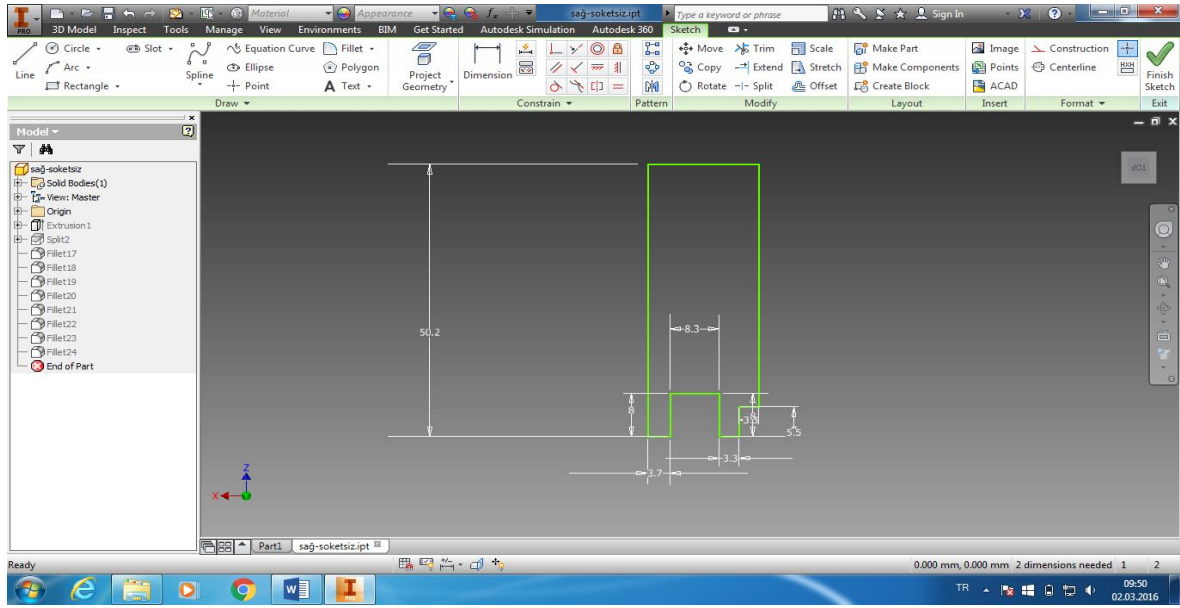 Material Appearance sağ-soketsiz.ipt Type a keyword or phrase Sign In
PRO 3D Model Inspect Tools Manage View Environments BIM Get Started Autodesk Simulation Autodesk 360 Sketch
Circle Slot Equation Curve Fillet Move Trim Scale Make Part Image Construction
Line Arc Spline Ellipse Polygon Project Geometry Dimension Copy Extend Stretch Make Components Points Centerline Finish Sketch
Rectangle Point A Text Rotate Split Offset Create Block ACAD
Draw Constrain Pattern Modify Layout Insert Format Exit
Model
sağ-soketsiz
Solid Bodies(1)
View: Master
Origin
Extrusion1
Split2
Fillet17
Fillet18
Fillet19
Fillet20
Fillet21
Fillet22
Fillet23
Fillet24
End of Part
TOP
50.2
8.3
8
5.5
3.3
3.7
Z
X
Part1 sağ-soketsiz.ipt
Ready 0.000 mm, 0.000 mm 2 dimensions needed 1 2
TR 09:50
02.03.2016